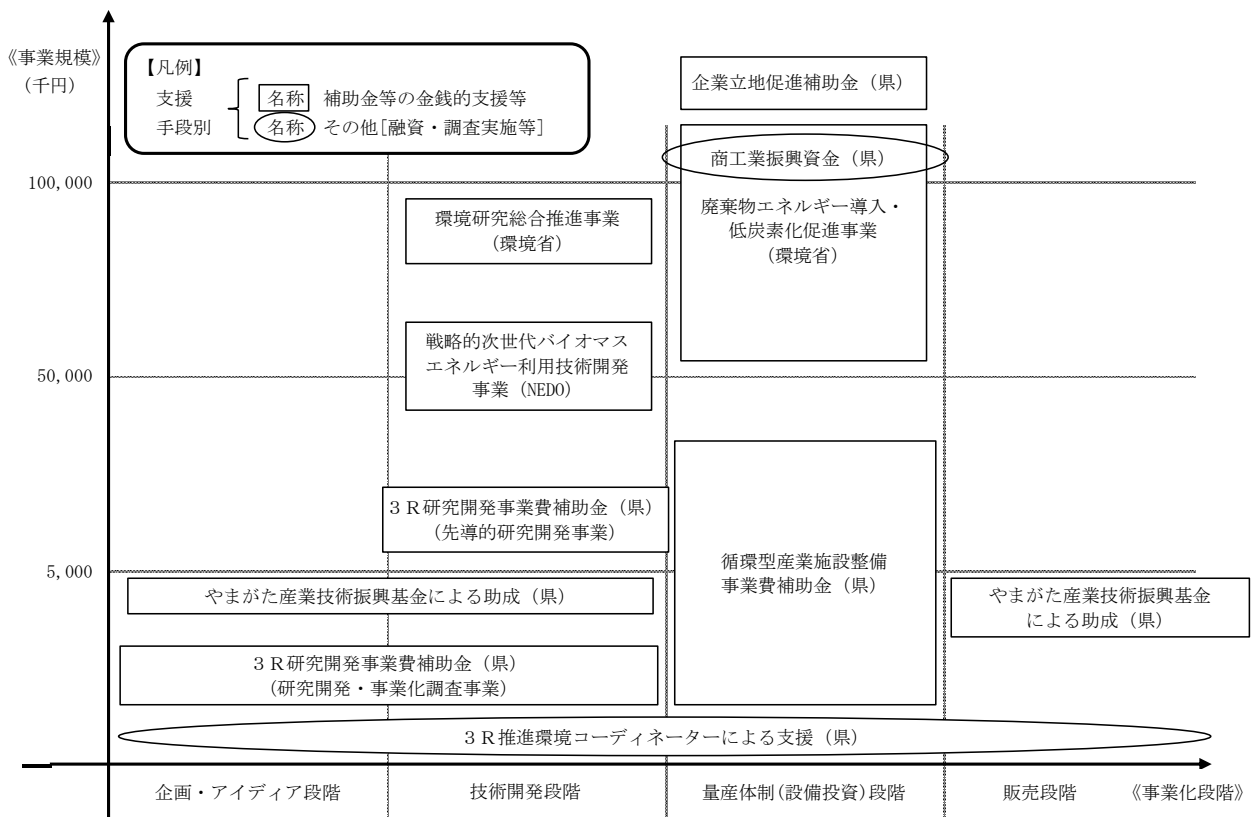 《事業規模》
(千円)
【凡例】
支援
手段別
名称 補助金等の金銭的支援等
名称 その他[融資・調査実施等]
企業立地促進補助金(県)
商工業振興資金(県)
100,000
廃棄物エネルギー導入・
低炭素化促進事業
(環境省)
環境研究総合推進事業
(環境省)
戦略的次世代バイオマス
エネルギー利用技術開発
事業(NEDO)
50,000
3R研究開発事業費補助金(県)
(先導的研究開発事業)
循環型産業施設整備
事業費補助金(県)
5,000
やまがた産業技術振興基金による助成(県)
やまがた産業技術振興基金
による助成(県)
3R研究開発事業費補助金(県)
(研究開発・事業化調査事業)
3R推進環境コーディネーターによる支援(県)
企画・アイディア段階
技術開発段階
量産体制(設備投資)段階
販売段階
《事業化段階》